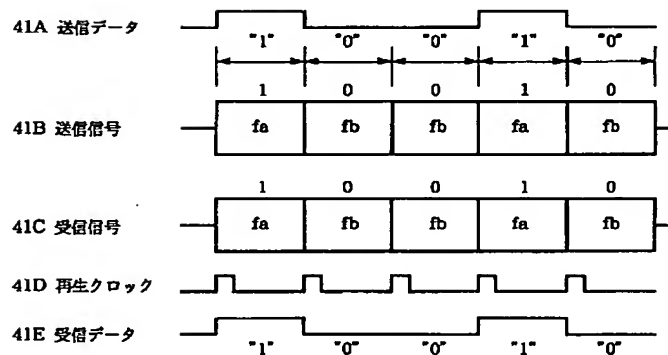 41A 送信データ
"1" "0" "0" "1" "0"
1 0 0 1 0
41B 送信信号 fa fb fb fa fb
1 0 0 1 0
41C 受信信号 fa fb fb fa fb
41D 再生クロック
41E 受信データ
"1" "0" "0" "1" "0"